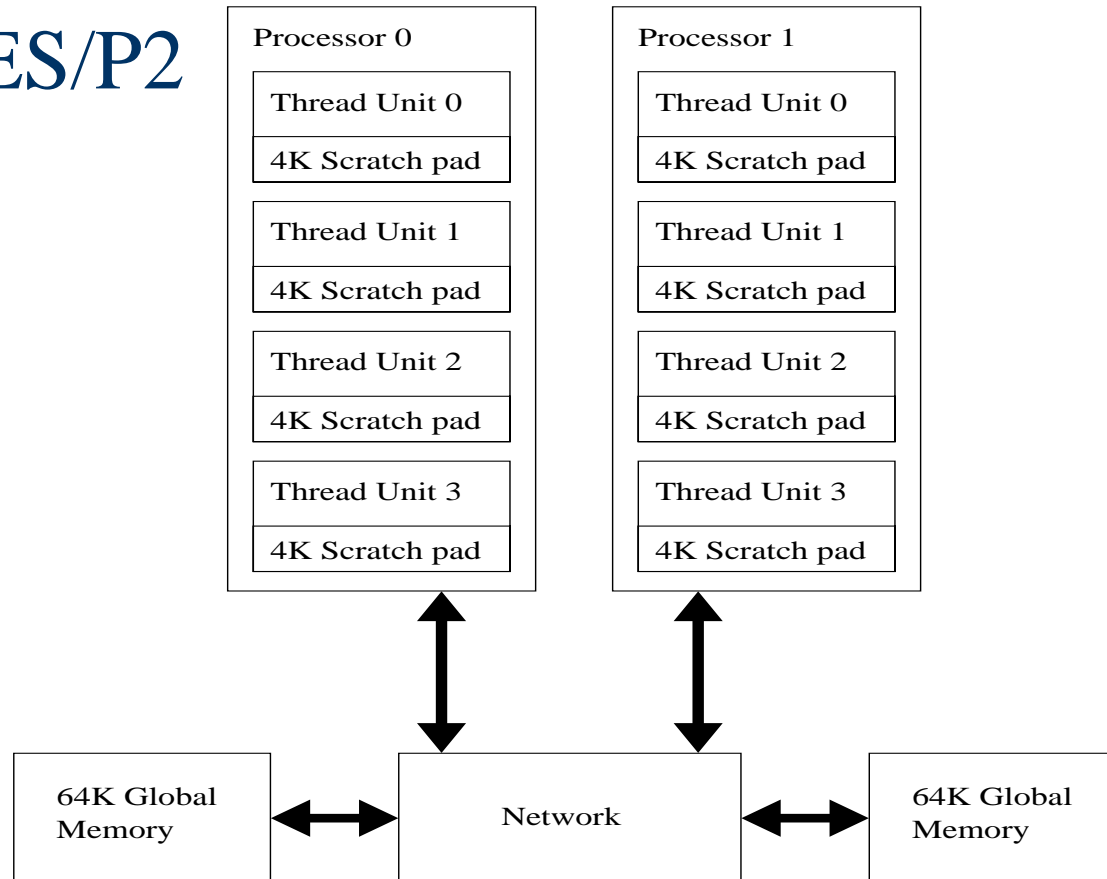 ES/P2
Processor 0
Thread Unit 0
4K Scratch pad
Thread Unit 1
4K Scratch pad
Thread Unit 2
4K Scratch pad
Thread Unit 3
4K Scratch pad
Processor 1
Thread Unit 0
4K Scratch pad
Thread Unit 1
4K Scratch pad
Thread Unit 2
4K Scratch pad
Thread Unit 3
4K Scratch pad
64K Global
Memory
Network
64K Global
Memory